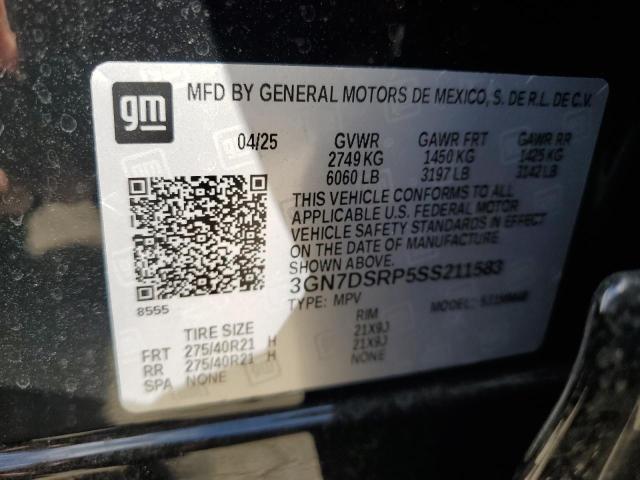 gm
MFD BY GENERAL MOTORS DE MEXICO, S. DE R.L. DE C.V.
04/25 GVWR GAWR FRT GAWR RR
2749 KG 1450 KG 1425 KG
6060 LB 3197 LB 3142 LB
THIS VEHICLE CONFORMS TO ALL
APPLICABLE U.S. FEDERAL MOTOR
VEHICLE SAFETY STANDARDS IN EFFECT
ON THE DATE OF MANUFACTURE
SHOWN ABOVE.
3GN7DSRP5SS211583
8555
TYPE: MPV MODEL:
TIRE SIZE RIM
FRT 275/40R21 H 21X9J
RR 275/40R21 H 21X9J
SPA NONE NONE